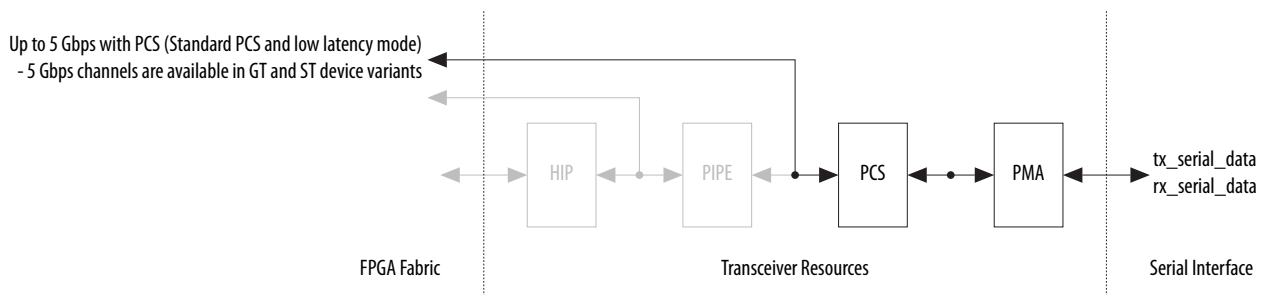 Up to 5 Gbps with PCS (Standard PCS and low latency mode)
- 5 Gbps channels are available in GT and ST device variants
HIP
PIPE
PCS
PMA
tx_serial_data
rx_serial_data
FPGA Fabric
Transceiver Resources
Serial Interface